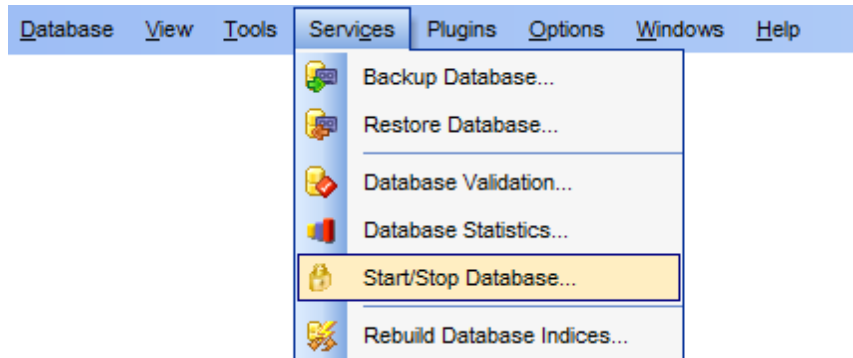 Database View Tools Services Plugins Options Windows Help
Backup Database...
Restore Database...
Database Validation...
Database Statistics...
Start/Stop Database...
Rebuild Database Indices...